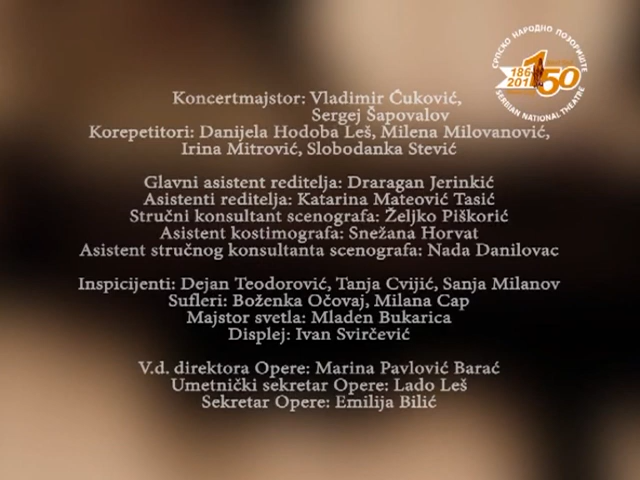 СРПСКО НАРОДНО ПОЗОРИШТЕ
150
SERBIAN NATIONAL THEATRE
Koncertmajstor: Vladimir Ćuković,
Sergej Šapovalov
Korepetitori: Danijela Hodoba Leš, Milena Milovanović,
Irina Mitrović, Slobodanka Stević
Glavni asistent reditelja: Draragan Jerinkić
Asistenti reditelja: Katarina Mateović Tasić
Stručni konsultant scenografa: Željko Piškorić
Asistent kostimografa: Snežana Horvat
Asistent stručnog konsultanta scenografa: Nada Danilovac
Inspicijenti: Dejan Teodorović, Tanja Cvijić, Sanja Milanov
Sufleri: Boženka Očovaj, Milana Cap
Majstor svetla: Mladen Bukarica
Displej: Ivan Svirčević
V.d. direktora Opere: Marina Pavlović Barać
Umetnički sekretar Opere: Lado Leš
Sekretar Opere: Emilija Bilić